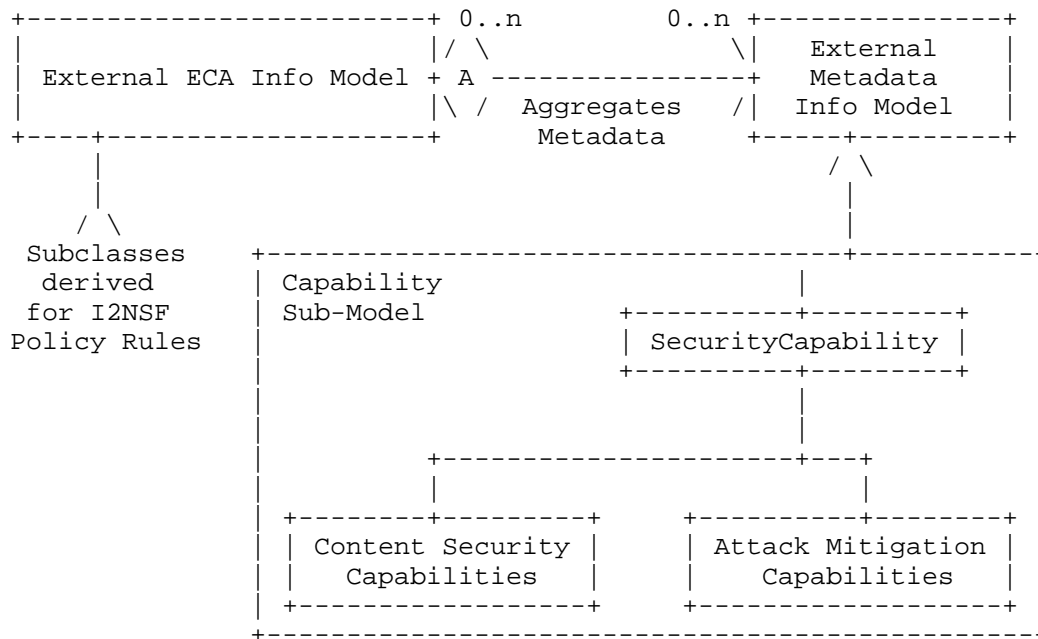 0..n 0..n
External
External ECA Info Model A Metadata
Aggregates Info Model
Metadata
Subclasses
derived Capability
for I2NSF Sub-Model
Policy Rules SecurityCapability
Content Security Attack Mitigation
Capabilities Capabilities